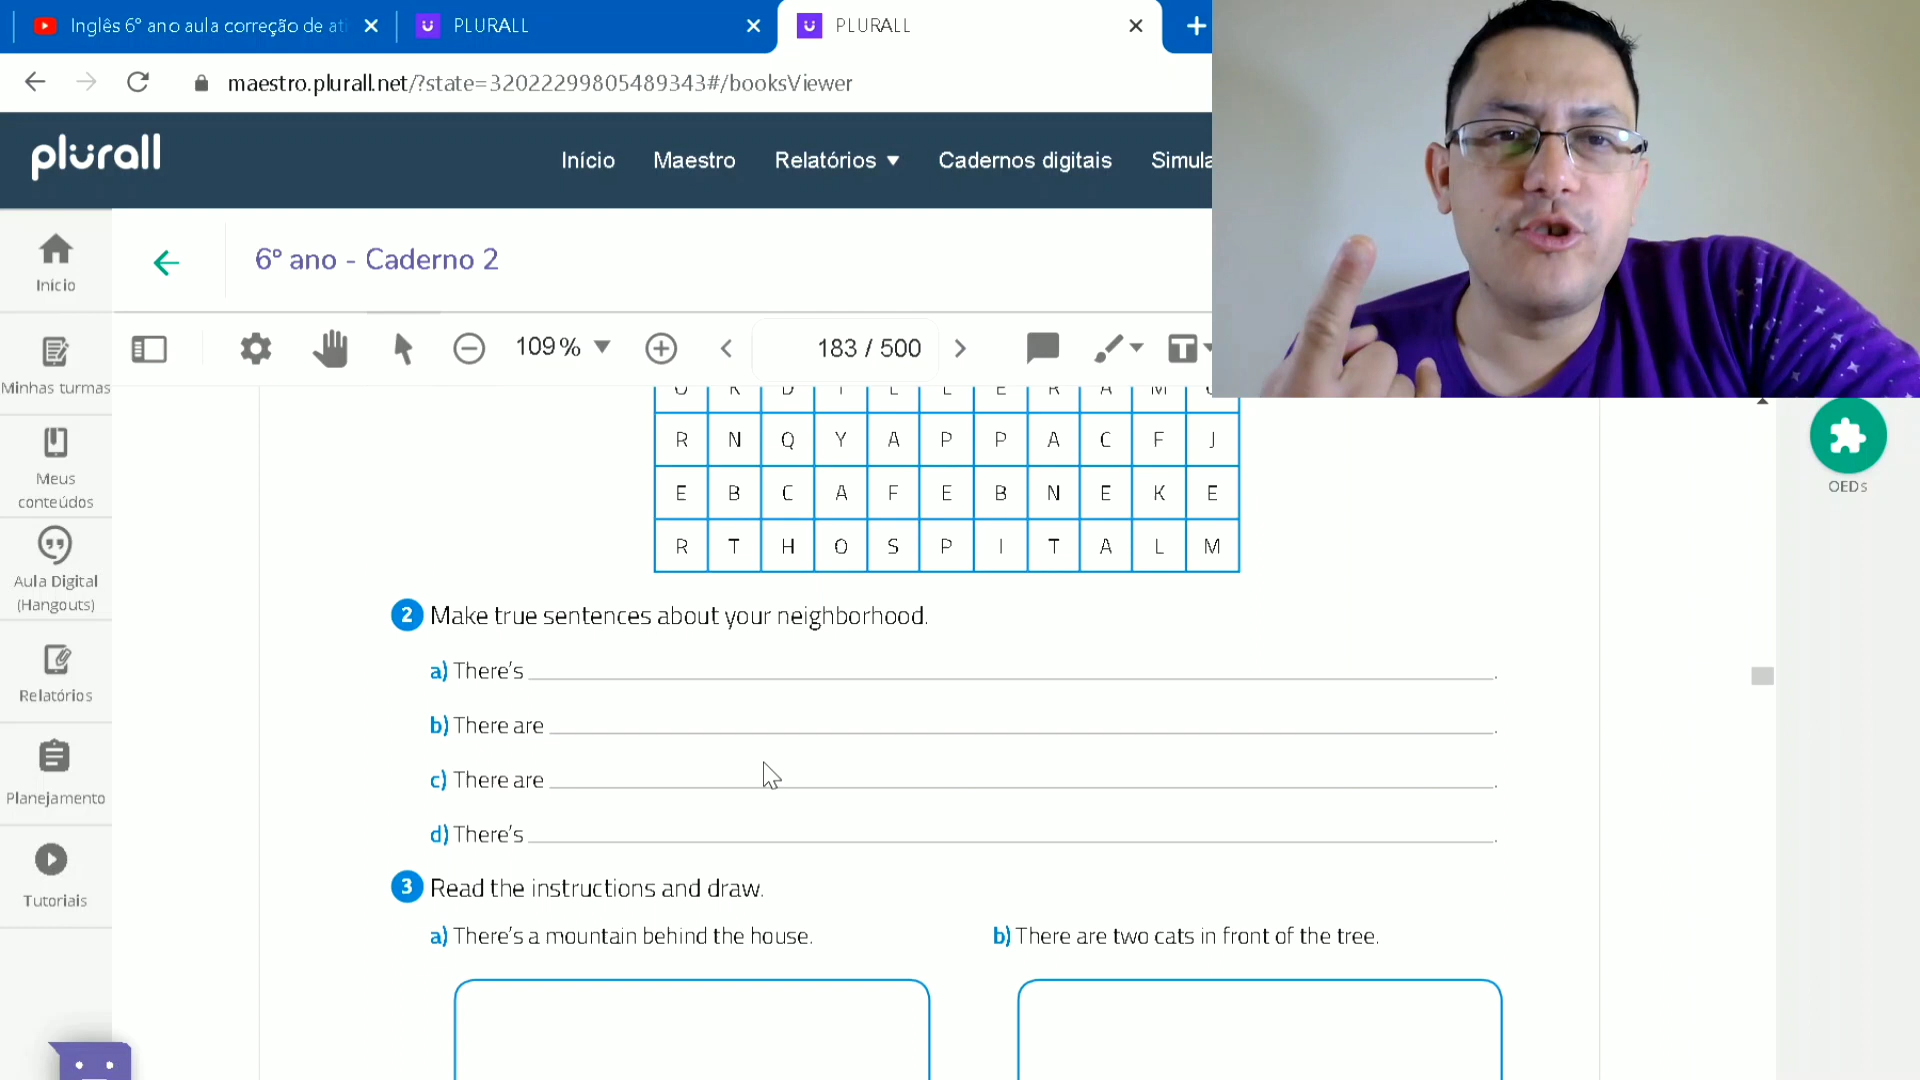 Inglês 6° ano aula correção de ati
PLURALL
PLURALL
maestro.plurall.net/?state=32022299805489343#/booksViewer
plurall
Início Maestro Relatórios Cadernos digitais Simula
6º ano - Caderno 2
Início
109% 183 / 500
Minhas turmas
Meus
conteúdos
Aula Digital
(Hangouts)
Relatórios
Planejamento
Tutoriais
OEDs
K D I L L E R A M
R N Q Y A P P A C F J
E B C A F E B N E K E
R T H O S P I T A L M
2 Make true sentences about your neighborhood.
a) There's .
b) There are .
c) There are .
d) There's .
3 Read the instructions and draw.
a) There's a mountain behind the house.
b) There are two cats in front of the tree.